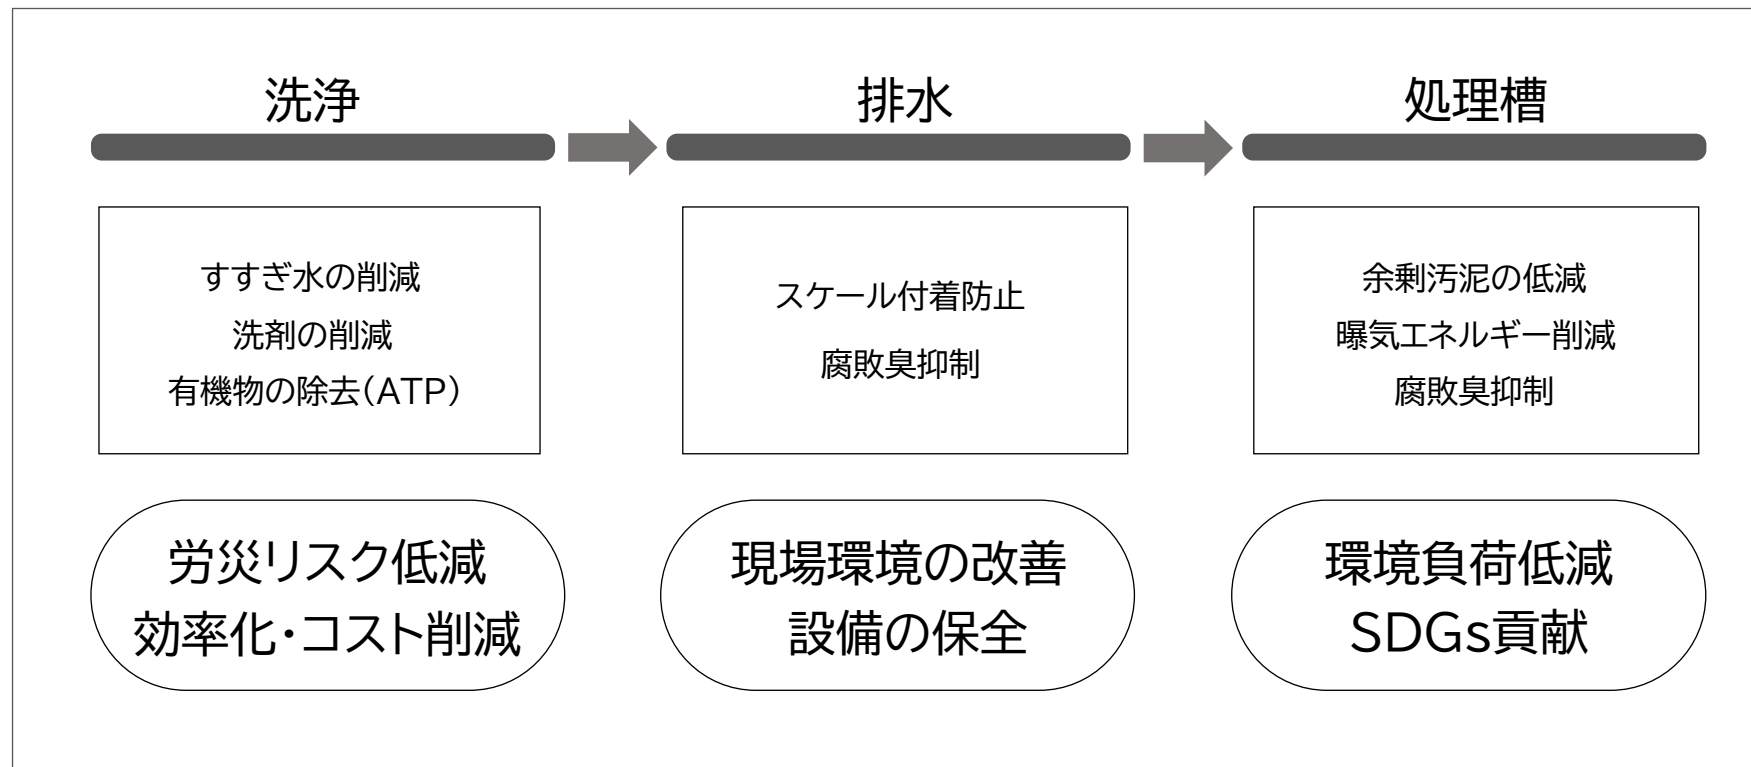 洗浄
排水
処理槽
すすぎ水の削減
洗剤の削減
有機物の除去(ATP)
スケール付着防止
腐敗臭抑制
余剰汚泥の低減
曝気エネルギー削減
腐敗臭抑制
労災リスク低減
効率化・コスト削減
現場環境の改善
設備の保全
環境負荷低減
SDGs貢献